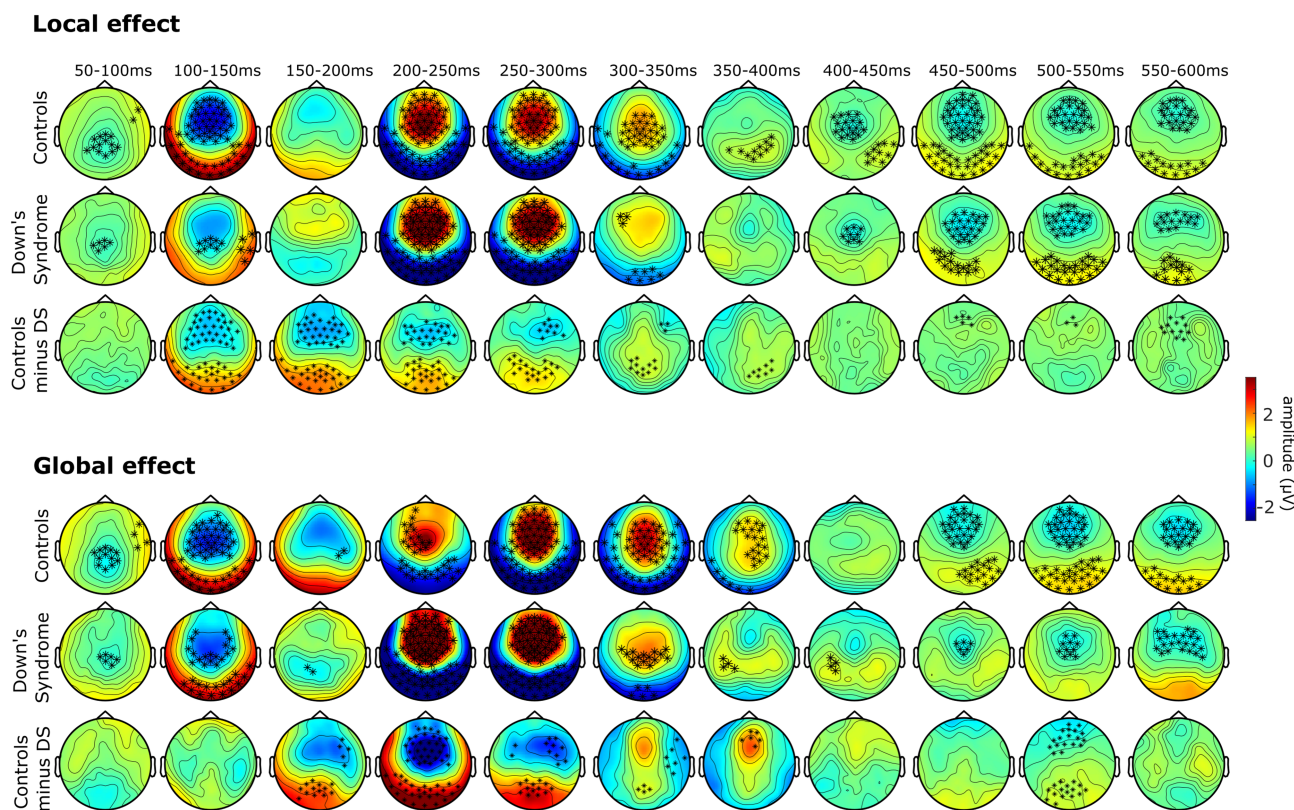 Local effect
50-100ms 100-150ms 150-200ms 200-250ms 250-300ms 300-350ms 350-400ms 400-450ms 450-500ms 500-550ms 550-600ms
Controls
Down's
Syndrome
Controls
minus DS
2
0
-2
amplitude (µV)
Global effect
Controls
Down's
Syndrome
Controls
minus DS